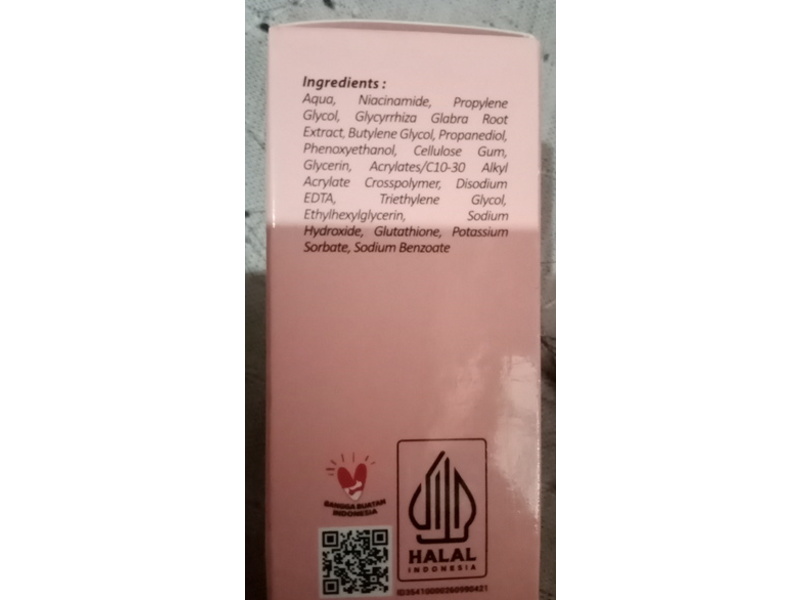 Ingredients :
Aqua, Niacinamide, Propylene
Glycol, Glycyrrhiza Glabra Root
Extract, Butylene Glycol, Propanediol,
Phenoxyethanol, Cellulose Gum,
Glycerin, Acrylates/C10-30 Alkyl
Acrylate Crosspolymer, Disodium
EDTA, Triethylene Glycol,
Ethylhexylglycerin, Sodium
Hydroxide, Glutathione, Potassium
Sorbate, Sodium Benzoate
BANGGA BUATAN
INDONESIA
HALAL
INDONESIA